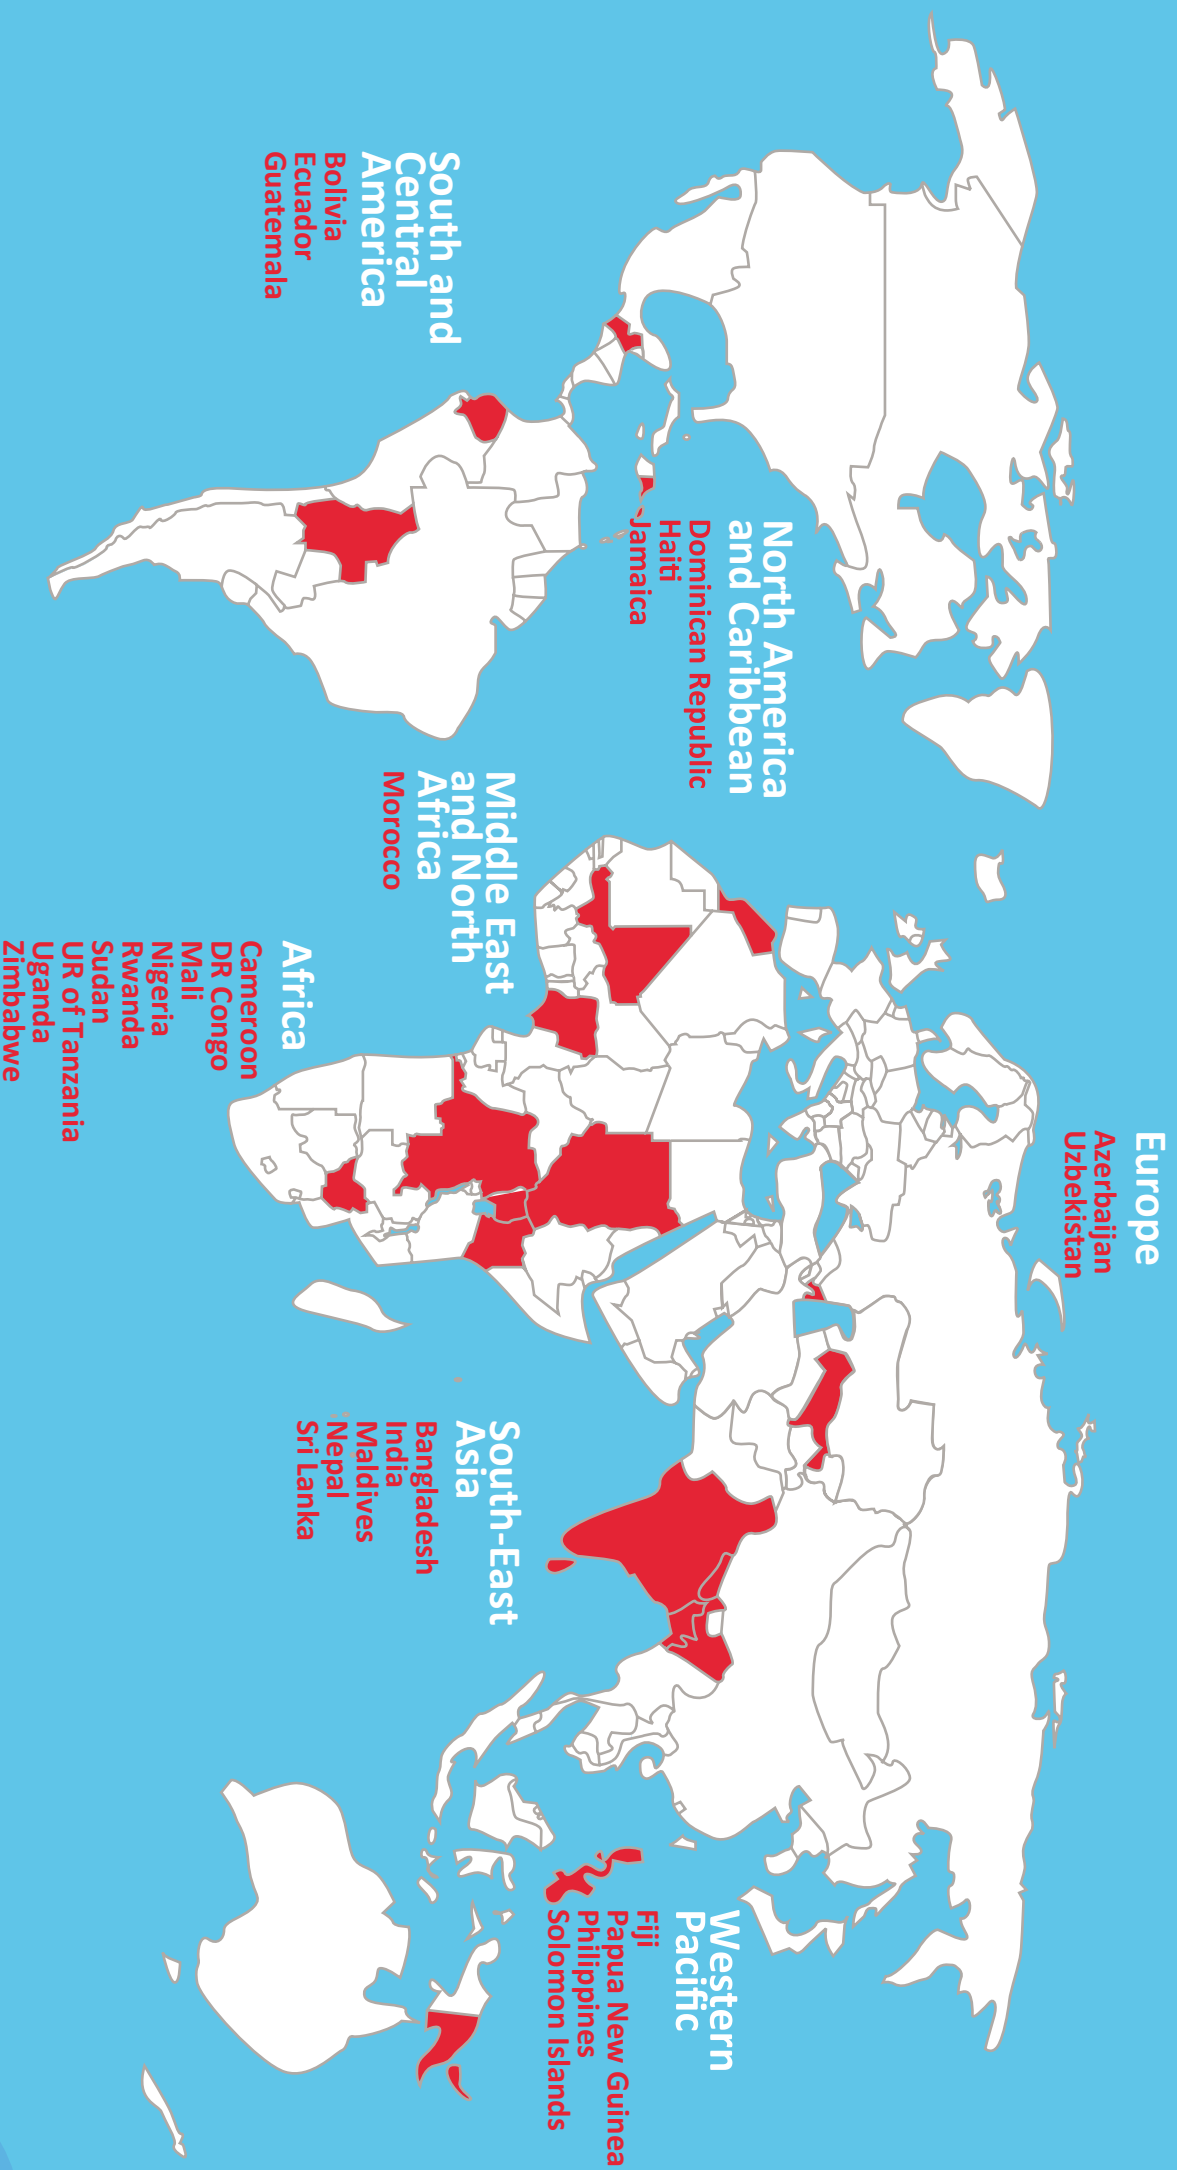 Europe
Azerbaijan
Uzbekistan
North America
and Caribbean
Dominican Republic
Haiti
Jamaica
Western
Pacific
Fiji
Papua New Guinea
Philippines
Solomon Islands
South and
Central
America
Bolivia
Ecuador
Guatemala
Middle East
and North
Africa
Morocco
South-East
Asia
Bangladesh
India
Maldives
Nepal
Sri Lanka
Africa
Cameroon
DR Congo
Mali
Nigeria
Rwanda
Sudan
UR of Tanzania
Uganda
Zimbabwe